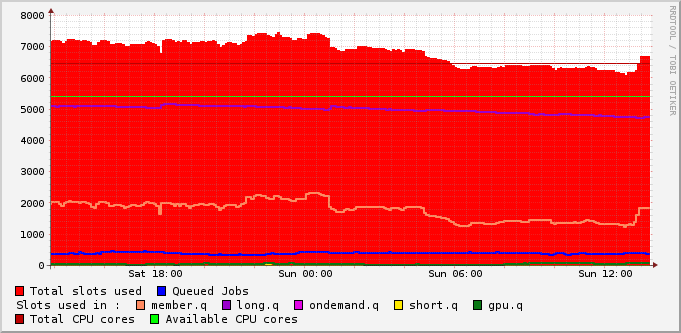 8000
7000
6000
5000
4000
3000
2000
1000
0
Sat 18:00 Sun 00:00 Sun 06:00 Sun 12:00
Total slots used Queued Jobs
Slots used in : member.q long.q ondemand.q short.q gpu.q
Total CPU cores Available CPU cores
RRDTOOL / TOBI OETIKER